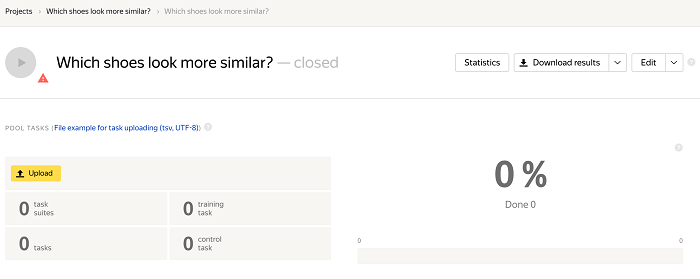 Projects › Which shoes look more similar? › Which shoes look more similar?
Which shoes look more similar? — closed
Statistics
Download results
Edit
?
POOL TASKS (File example for task uploading (tsv, UTF-8)) ?
Upload
0 task suites
0 training task
0 tasks
0 control task
?
0 %
Done 0
0 0